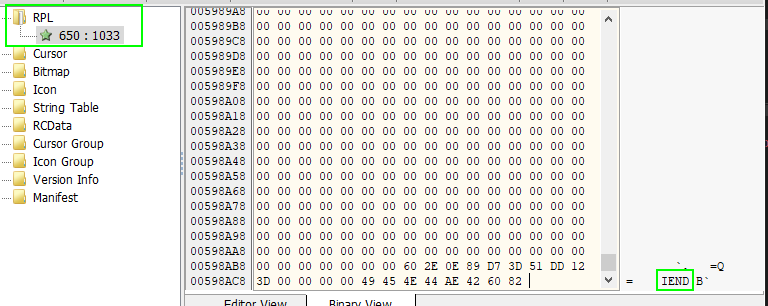 RPL
650 : 1033
Cursor
Bitmap
Icon
String Table
RCData
Cursor Group
Icon Group
Version Info
Manifest
005989A8 00 00 00 00 00 00 00 00 00 00 00 00 00 00 00 00
005989B8 00 00 00 00 00 00 00 00 00 00 00 00 00 00 00 00
005989C8 00 00 00 00 00 00 00 00 00 00 00 00 00 00 00 00
005989D8 00 00 00 00 00 00 00 00 00 00 00 00 00 00 00 00
005989E8 00 00 00 00 00 00 00 00 00 00 00 00 00 00 00 00
005989F8 00 00 00 00 00 00 00 00 00 00 00 00 00 00 00 00
00598A08 00 00 00 00 00 00 00 00 00 00 00 00 00 00 00 00
00598A18 00 00 00 00 00 00 00 00 00 00 00 00 00 00 00 00
00598A28 00 00 00 00 00 00 00 00 00 00 00 00 00 00 00 00
00598A38 00 00 00 00 00 00 00 00 00 00 00 00 00 00 00 00
00598A48 00 00 00 00 00 00 00 00 00 00 00 00 00 00 00 00
00598A58 00 00 00 00 00 00 00 00 00 00 00 00 00 00 00 00
00598A68 00 00 00 00 00 00 00 00 00 00 00 00 00 00 00 00
00598A78 00 00 00 00 00 00 00 00 00 00 00 00 00 00 00 00
00598A88 00 00 00 00 00 00 00 00 00 00 00 00 00 00 00 00
00598A98 00 00 00 00 00 00 00 00 00 00 00 00 00 00 00 00
00598AA8 00 00 00 00 00 00 00 00 00 00 00 00 00 00 00 00
00598AB8 00 00 00 00 00 00 00 60 2E 0E 89 D7 3D 51 DD 12 `. =Q
00598AC8 3D 00 00 00 00 49 45 4E 44 AE 42 60 82 = IEND B`
Editor View Binary View